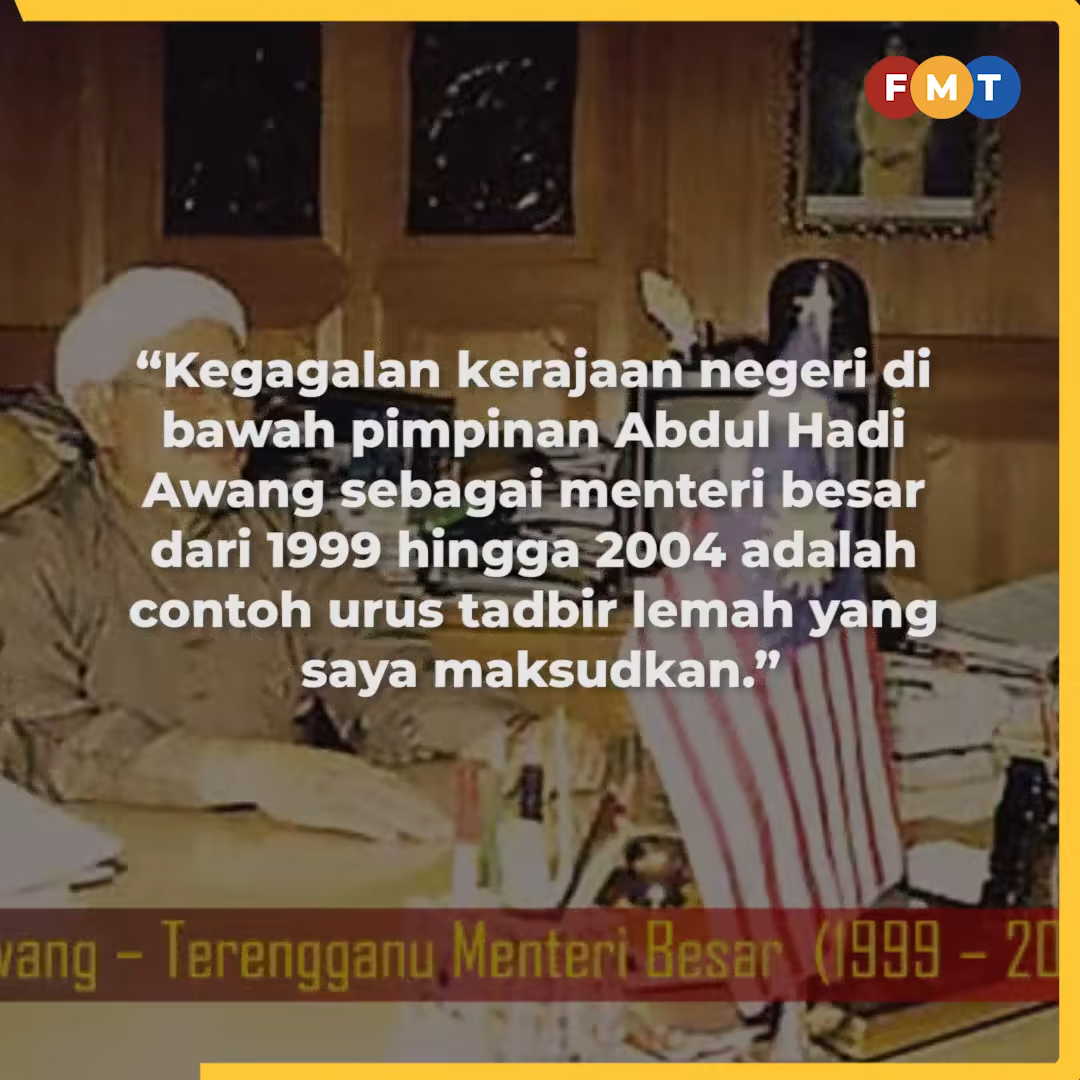 FMT
“Kegagalan kerajaan negeri di
bawah pimpinan Abdul Hadi
Awang sebagai menteri besar
dari 1999 hingga 2004 adalah
contoh urus tadbir lemah yang
saya maksudkan.”
wang – Terengganu Menteri Besar (1999 – 20